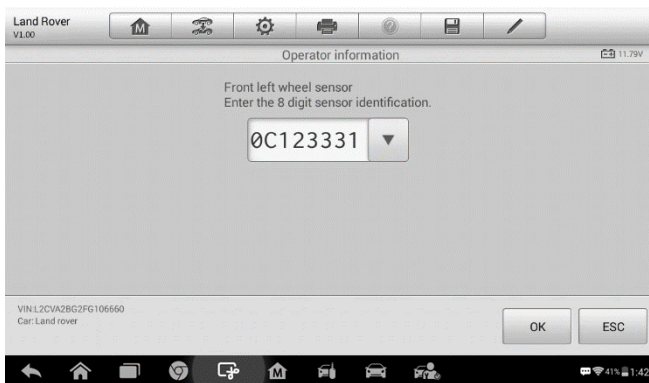 Land Rover
V1.00
M
?
Operator information
11.79V
Front left wheel sensor
Enter the 8 digit sensor identification.
0C123331
VIN:L2CVA2BG2FG106660
Car:Land rover
OK
ESC
M
41%
1:42